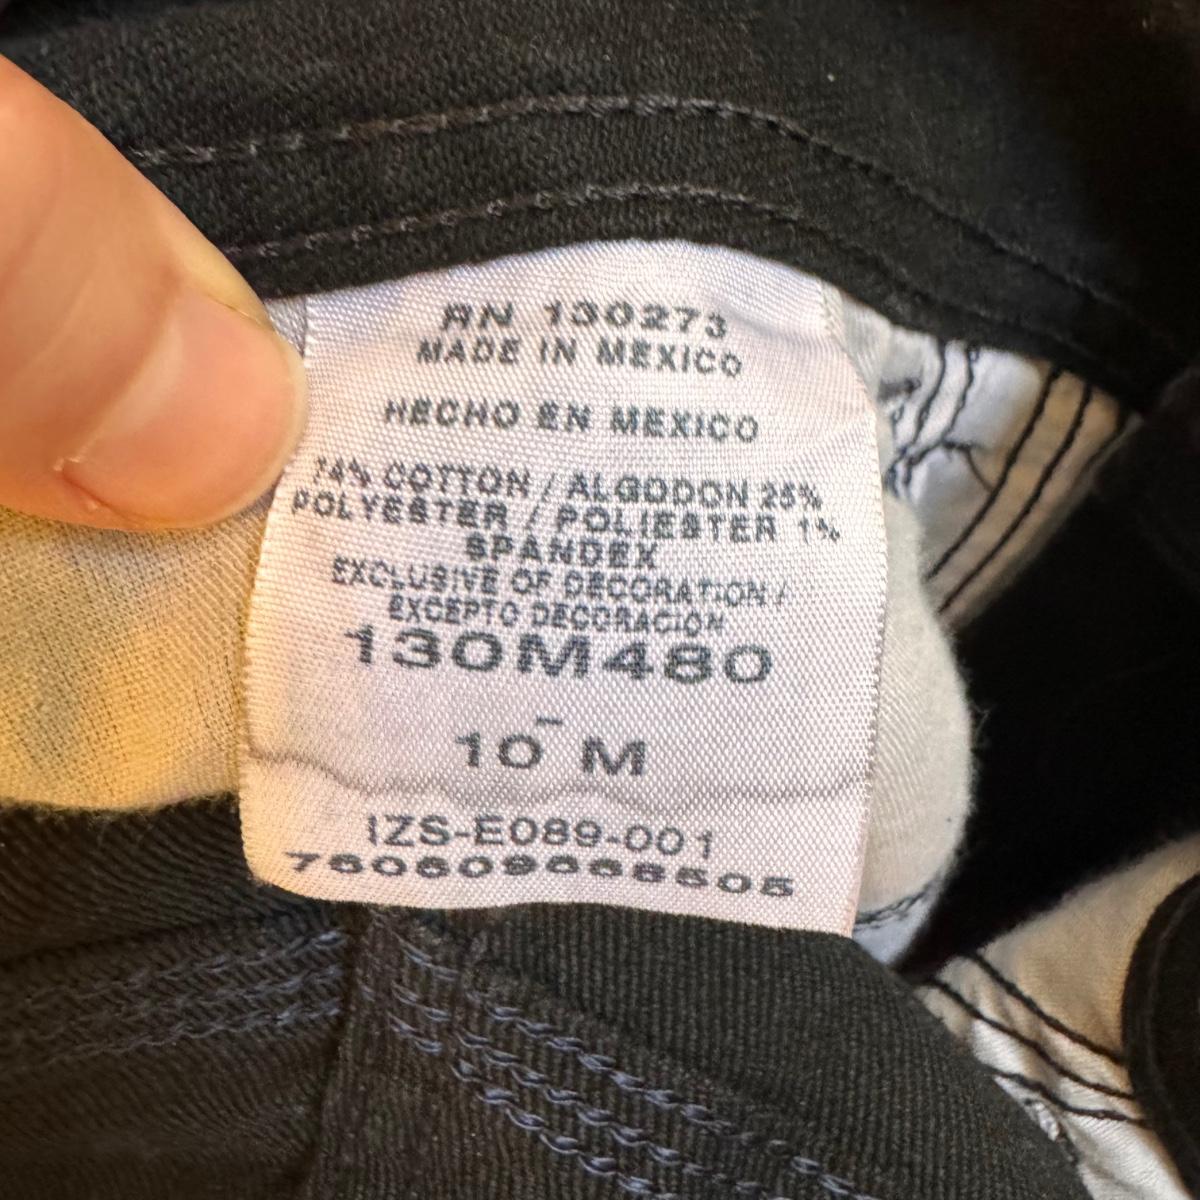 RN 130273
MADE IN MEXICO
HECHO EN MEXICO
74% COTTON / ALGODON 25%
POLYESTER / POLIESTER 1%
SPANDEX
EXCLUSIVE OF DECORATION /
EXCEPTO DECORACION
130M480
10 M
IZS-E089-001